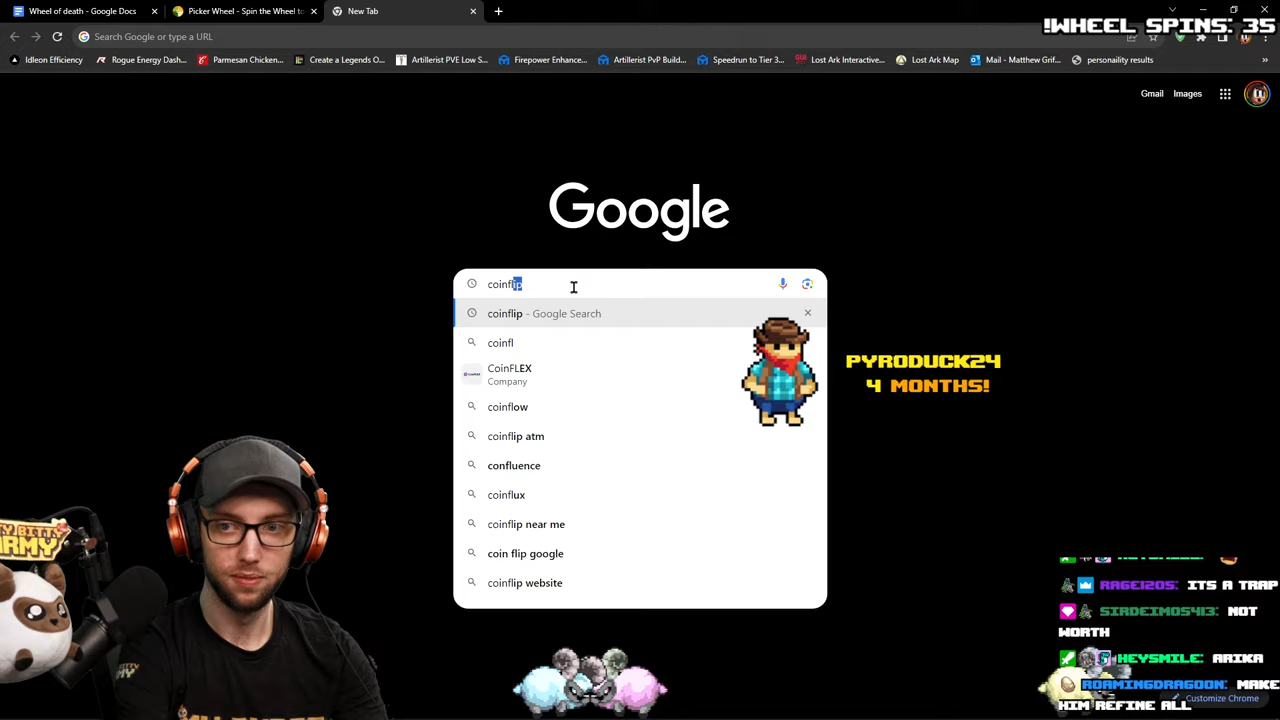 Wheel of death - Google Docs
Picker Wheel - Spin the Wheel to
New Tab
!WHEEL SPINS: 35
Search Google or type a URL
IdleOn Efficiency
Rogue Energy Dash...
Parmesan Chicken...
Create a Legends O...
Artillerist PVE Low S...
Firepower Enhance...
Artillerist PvP Build...
Speedrun to Tier 3...
Lost Ark Interactive...
Lost Ark Map
Mail - Matthew Grif...
personaility results
Gmail
Images
Google
coinflip
coinflip - Google Search
coinfl
CoinFLEX
Company
coinflow
coinflip atm
confluence
coinflux
coinflip near me
coin flip google
coinflip website
PYRODUCK24
4 MONTHS!
BITTY
ARMY
RAGE1205: ITS A TRAP
SIRDEIMOS413: NOT
WORTH
HEYSMILE: ARIKA
ROAMINGDRAGOON: MAKE
HIM REFINE ALL
Customize Chrome